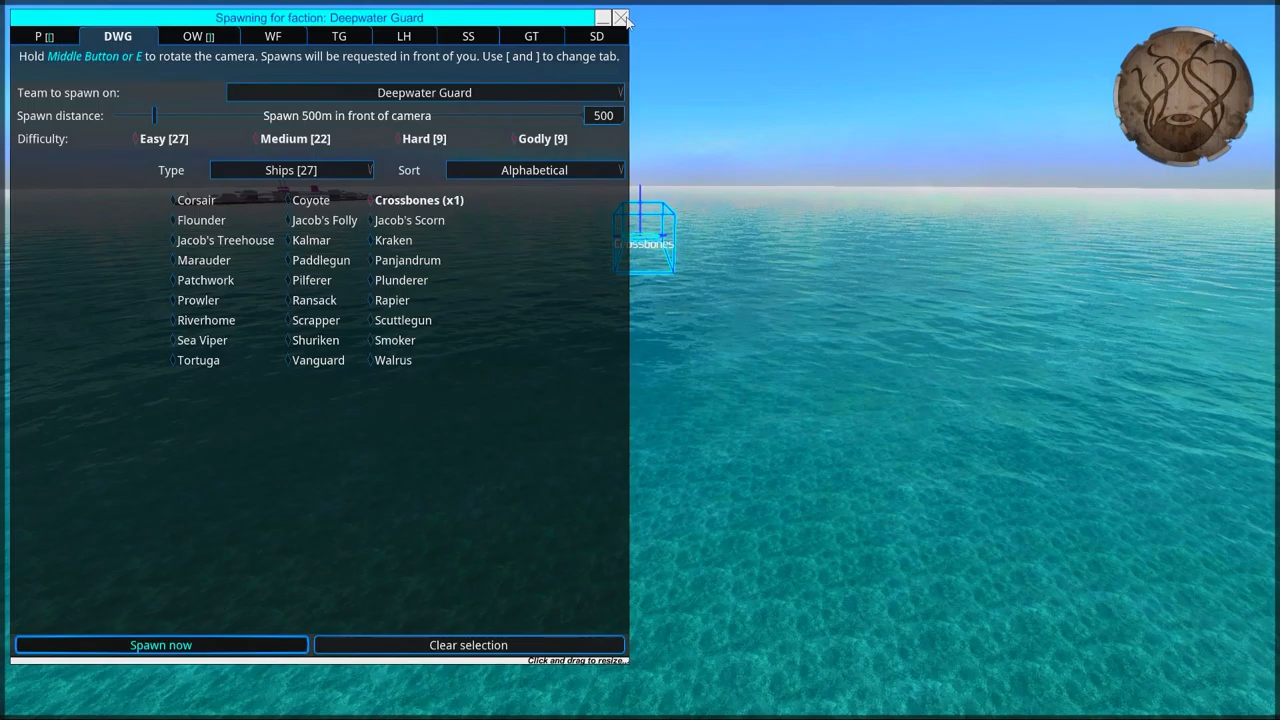 Spawning for faction: Deepwater Guard
P [[] DWG OW []] WF TG LH SS GT SD
Hold Middle Button or E to rotate the camera. Spawns will be requested in front of you. Use [ and ] to change tab.
Team to spawn on: Deepwater Guard
Spawn distance: Spawn 500m in front of camera 500
Difficulty: Easy [27] Medium [22] Hard [9] Godly [9]
Type Ships [27] Sort Alphabetical
Corsair Coyote Crossbones (x1)
Flounder Jacob's Folly Jacob's Scorn
Jacob's Treehouse Kalmar Kraken
Marauder Paddlegun Panjandrum
Patchwork Pilferer Plunderer
Prowler Ransack Rapier
Riverhome Scrapper Scuttlegun
Sea Viper Shuriken Smoker
Tortuga Vanguard Walrus
Crossbones
Spawn now Clear selection
Click and drag to resize...